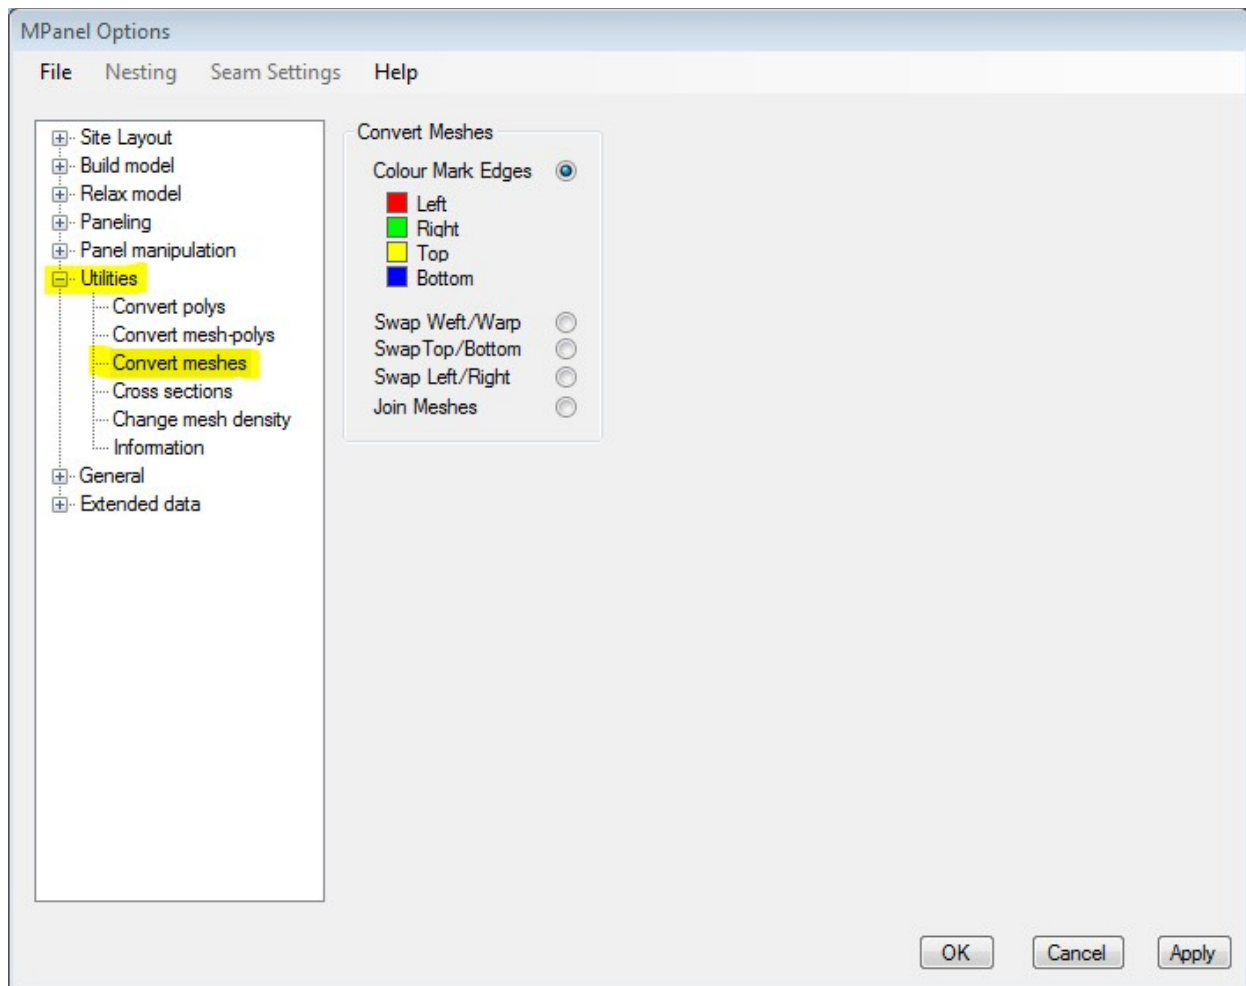 MPanel Options
File Nesting Seam Settings Help
Site Layout
Build model
Relax model
Paneling
Panel manipulation
Utilities
Convert polys
Convert mesh-polys
Convert meshes
Cross sections
Change mesh density
Information
General
Extended data
Convert Meshes
Colour Mark Edges
Left
Right
Top
Bottom
Swap Weft/Warp
SwapTop/Bottom
Swap Left/Right
Join Meshes
OK Cancel Apply